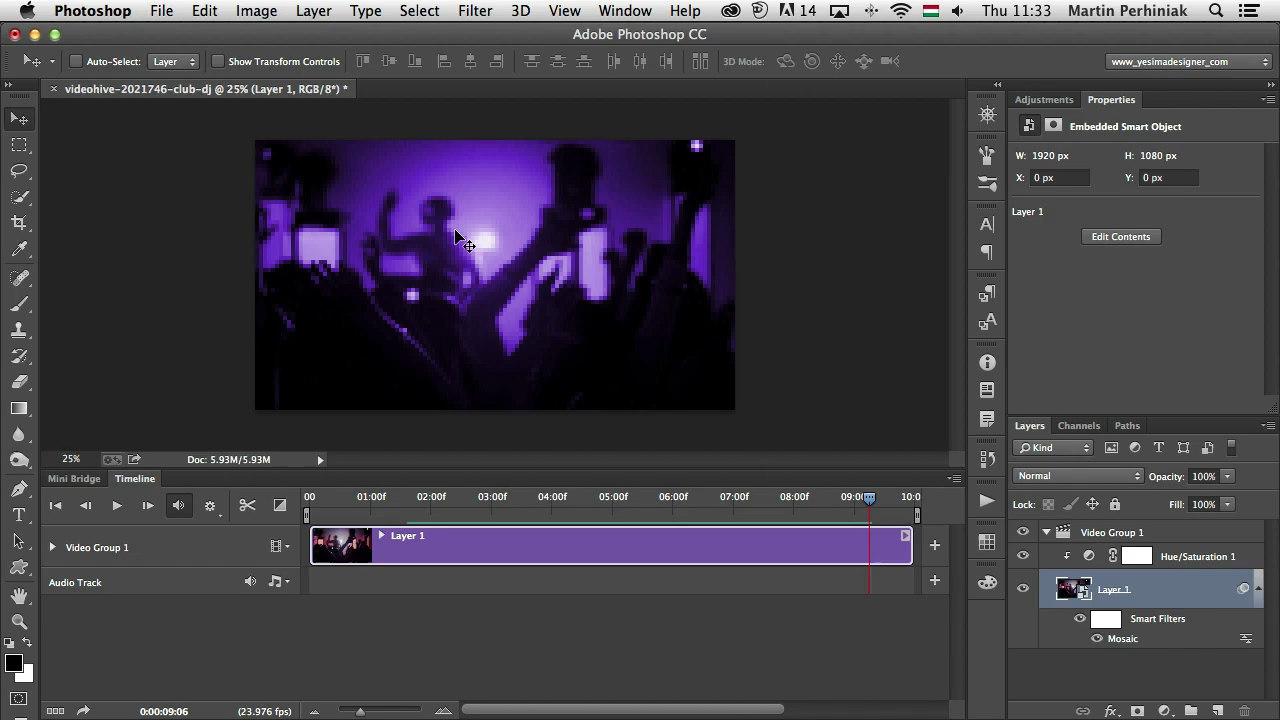 Photoshop File Edit Image Layer Type Select Filter 3D View Window Help 14 Thu 11:33 Martin Perhiniak
Adobe Photoshop CC
Auto-Select: Layer Show Transform Controls 3D Mode: www_yesimadesigner_com
videohive-2021746-club-dj @ 25% (Layer 1, RGB/8*) *
Adjustments Properties
Embedded Smart Object
W: 1920 px H: 1080 px
X: 0 px Y: 0 px
Layer 1
Edit Contents
25% Doc: 5.93M/5.93M
Mini Bridge Timeline
00 01:00f 02:00f 03:00f 04:00f 05:00f 06:00f 07:00f 08:00f 09:0 10:0
Video Group 1 Layer 1
Audio Track
0:00:09:06 (23.976 fps)
Layers Channels Paths
Kind
Normal Opacity: 100%
Lock: Fill: 100%
Video Group 1
Hue/Saturation 1
Layer 1
Smart Filters
Mosaic